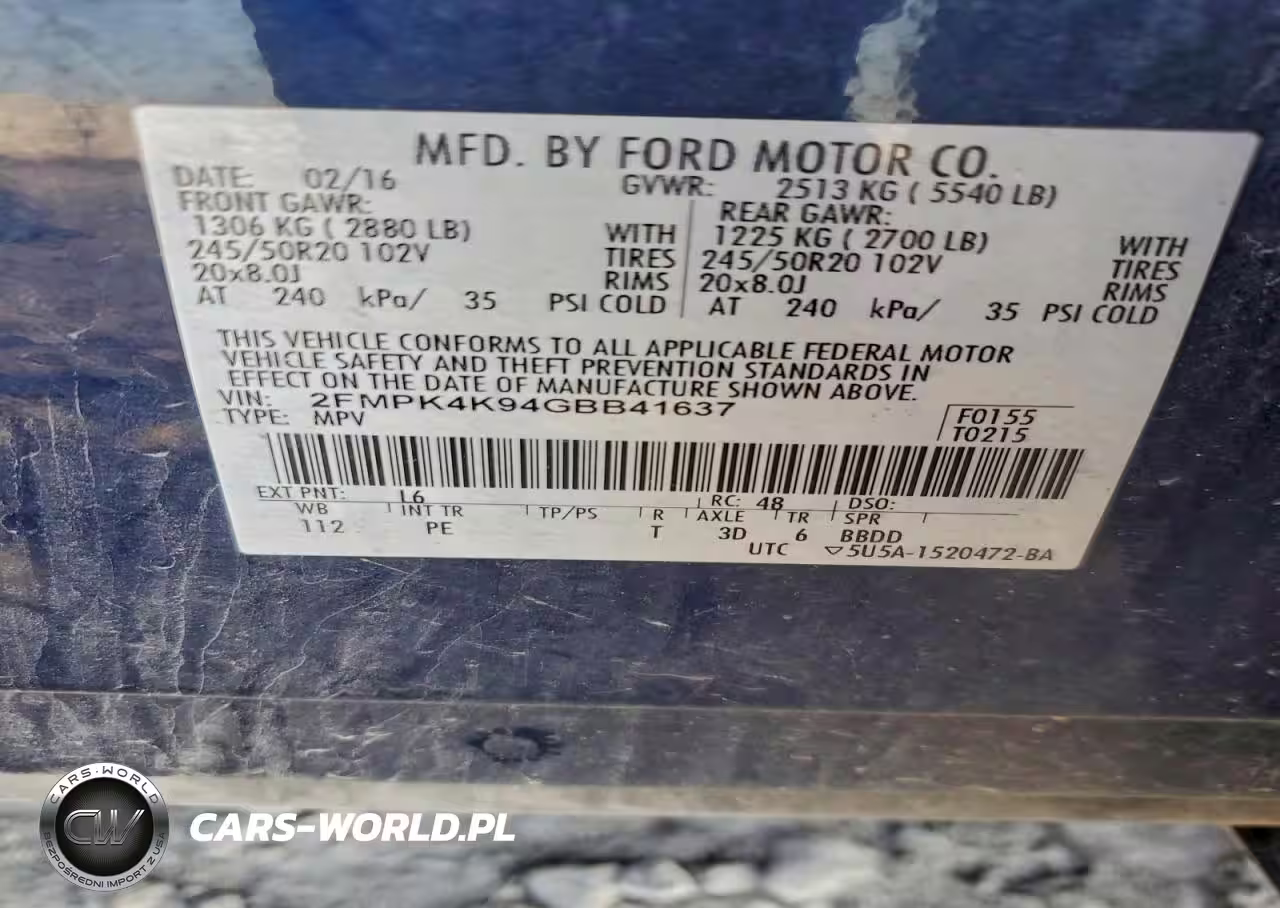 MFD. BY FORD MOTOR CO.
DATE: 02/16 GVWR: 2513 KG ( 5540 LB)
FRONT GAWR: REAR GAWR:
1306 KG ( 2880 LB) WITH 1225 KG ( 2700 LB) WITH
245/50R20 102V TIRES 245/50R20 102V TIRES
20x8.0J RIMS 20x8.0J RIMS
AT 240 kPa/ 35 PSI COLD AT 240 kPa/ 35 PSI COLD
THIS VEHICLE CONFORMS TO ALL APPLICABLE FEDERAL MOTOR
VEHICLE SAFETY AND THEFT PREVENTION STANDARDS IN
EFFECT ON THE DATE OF MANUFACTURE SHOWN ABOVE.
VIN: 2FMPK4K94GBB41637
TYPE: MPV
F0155
T0215
EXT PNT: L6 RC: 48 DSO:
WB INT TR TP/PS R AXLE TR SPR
112 PE T 3D 6 BBDD
UTC ▽5U5A-1520472-BA
CARS-WORLD
CW
BEZPOŚREDNI IMPORT Z USA
CARS-WORLD.PL